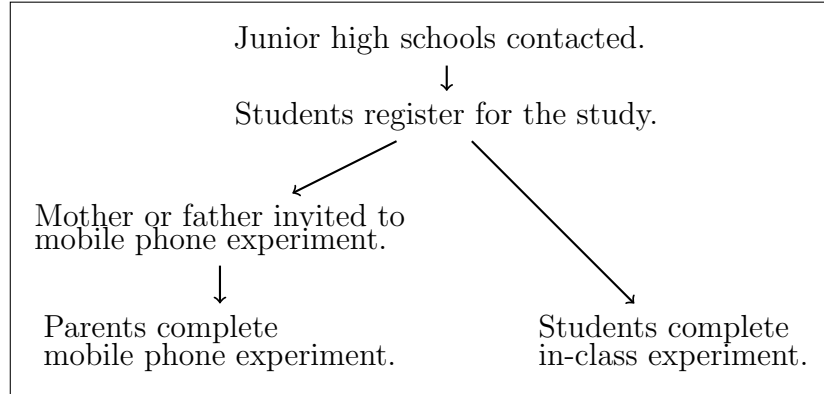 Junior high schools contacted.
Students register for the study.
Mother or father invited to
mobile phone experiment.
Parents complete
mobile phone experiment.
Students complete
in-class experiment.